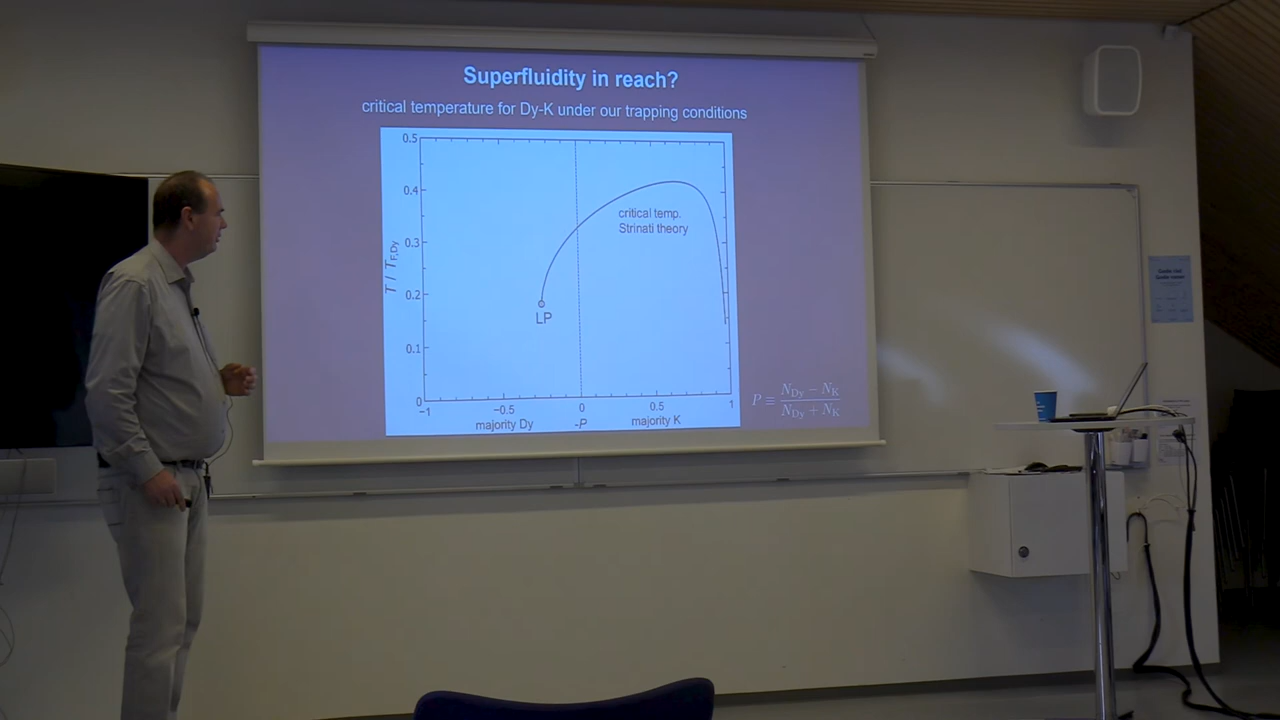 Superfluidity in reach?
critical temperature for Dy-K under our trapping conditions
0.5
0.4
0.3
0.2
0.1
0
T / T_F,Dy
critical temp.
Strinati theory
LP
−1
−0.5
0
0.5
1
majority Dy
-P
majority K
P ≡ (N_Dy − N_K) / (N_Dy + N_K)